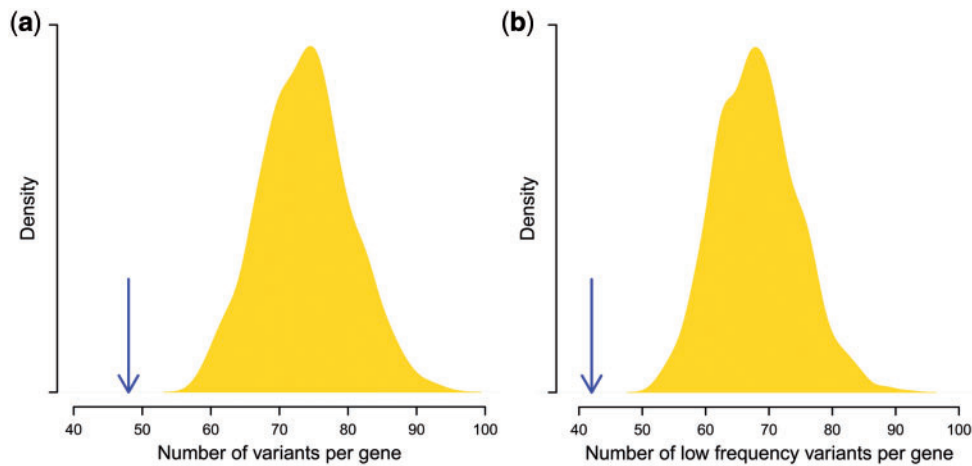 (a)
Density
40 50 60 70 80 90 100
Number of variants per gene
(b)
Density
40 50 60 70 80 90 100
Number of low frequency variants per gene